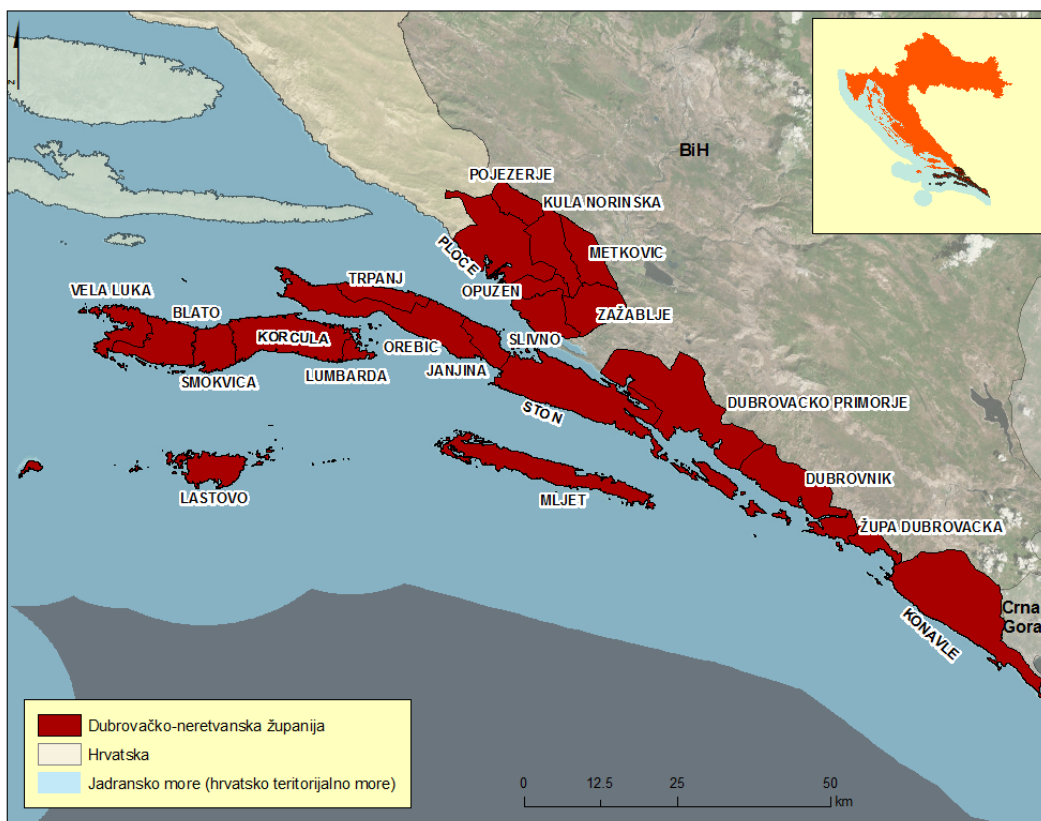 z
BiH
POJEZERJE
KULA NORINSKA
PLOCE
METKOVIC
OPUZEN
TRPANJ
VELA LUKA
BLATO
ZAŽABLJE
KORCULA
OREBIC
SLIVNO
SMOKVICA
LUMBARDA
JANJINA
STON
DUBROVACKO PRIMORJE
DUBROVNIK
LASTOVO
MLJET
ŽUPA DUBROVACKA
KONAVLE
Crna
Gora
Dubrovačko-neretvanska županija
Hrvatska
Jadransko more (hrvatsko teritorijalno more)
0 12.5 25 50
km